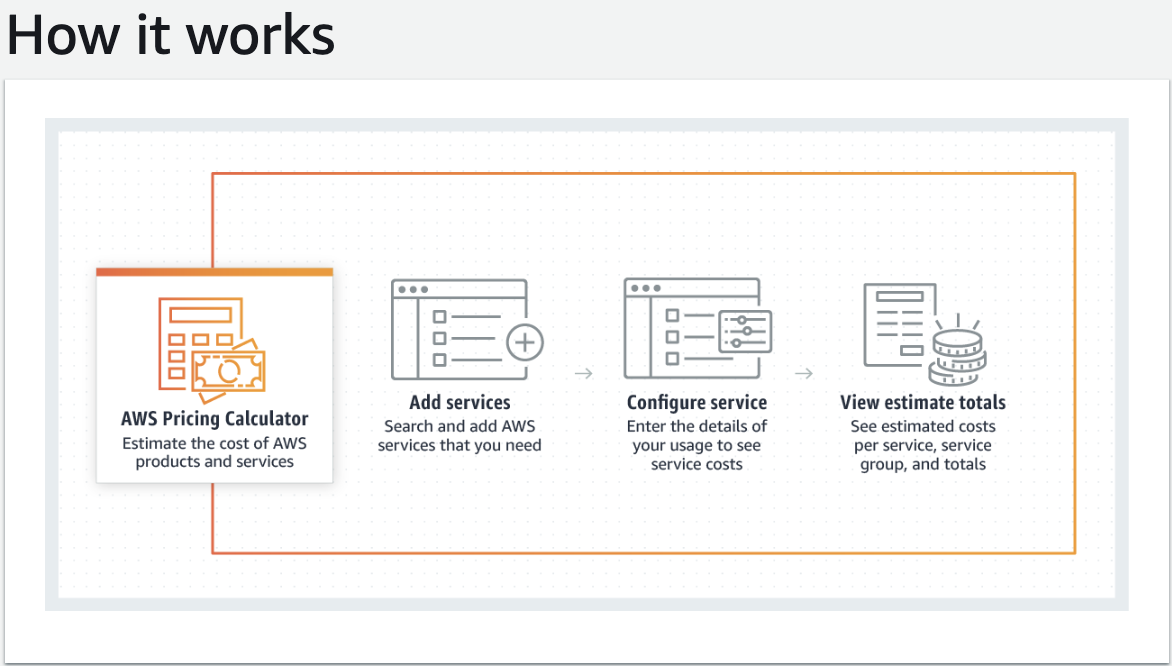 How it works
AWS Pricing Calculator
Estimate the cost of AWS
products and services
Add services
Search and add AWS
services that you need
Configure service
Enter the details of
your usage to see
service costs
View estimate totals
See estimated costs
per service, service
group, and totals